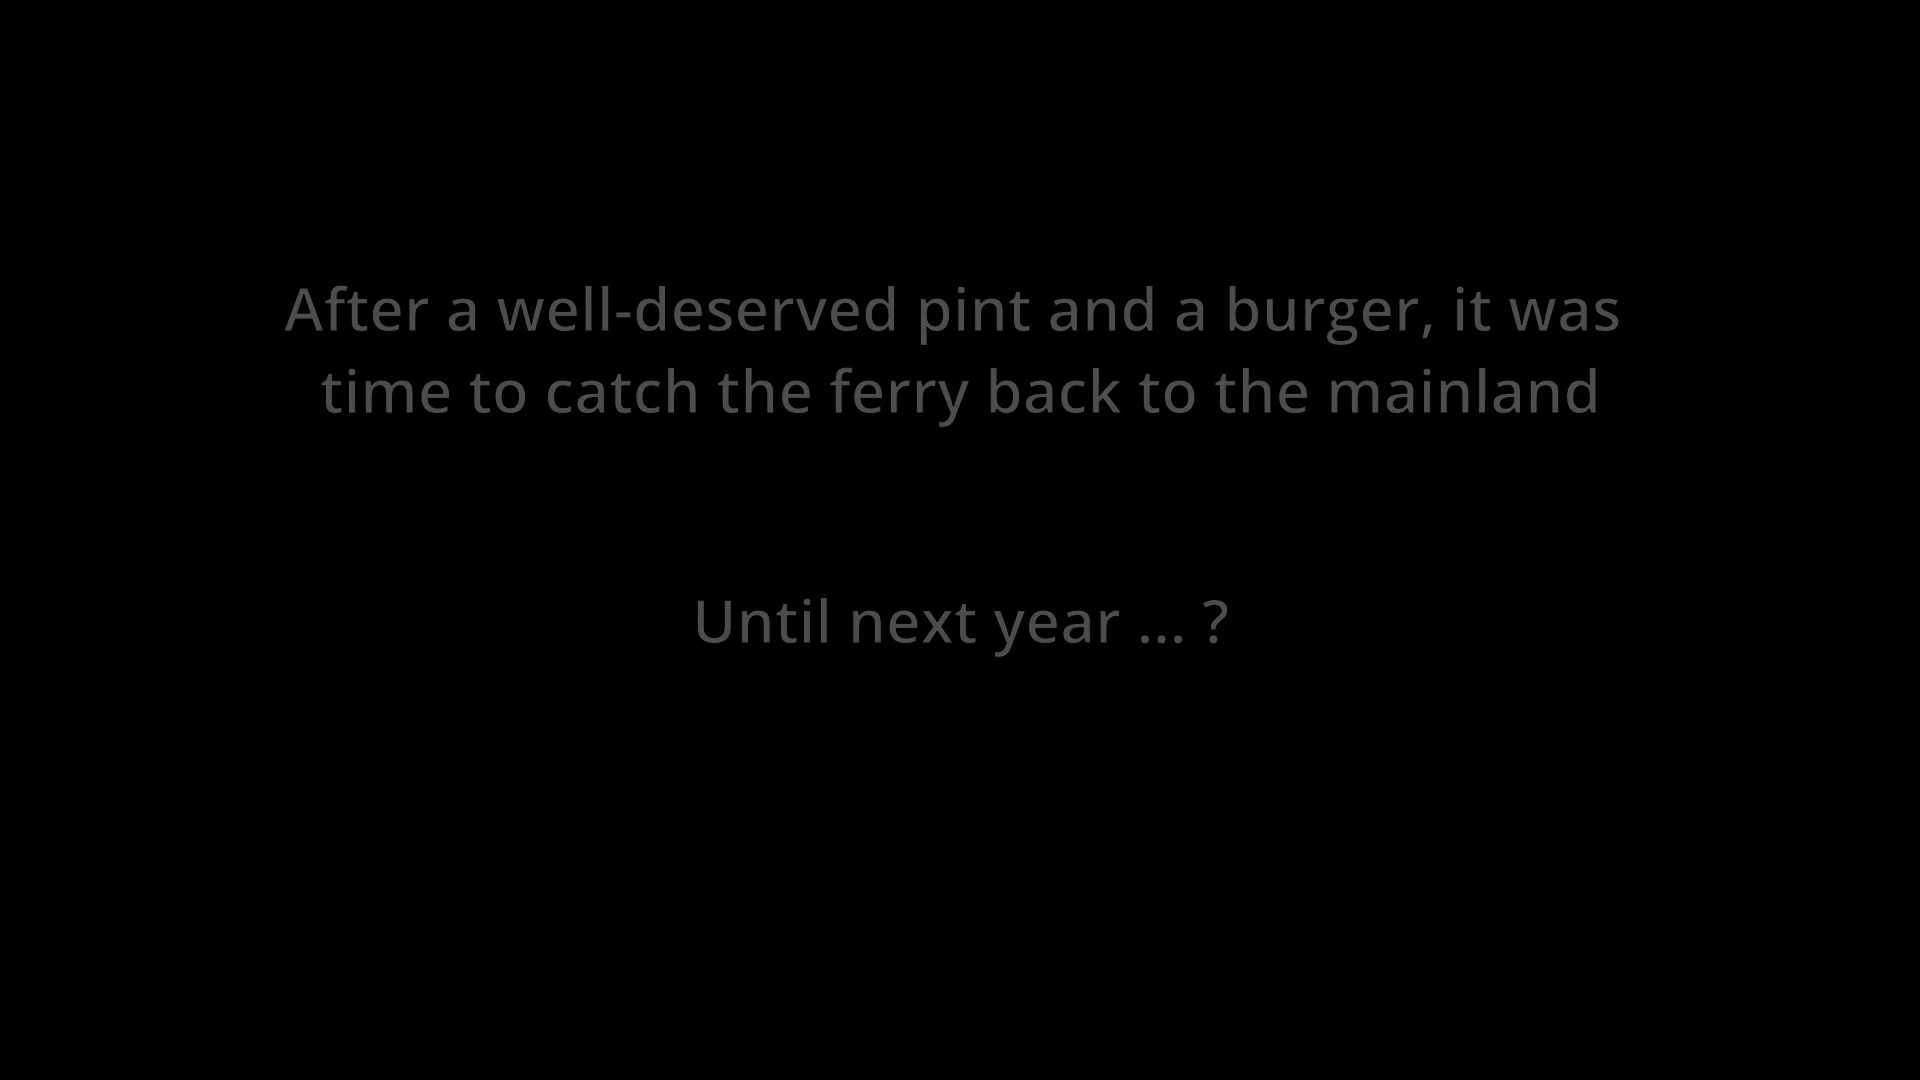 After a well-deserved pint and a burger, it was
time to catch the ferry back to the mainland
Until next year ... ?